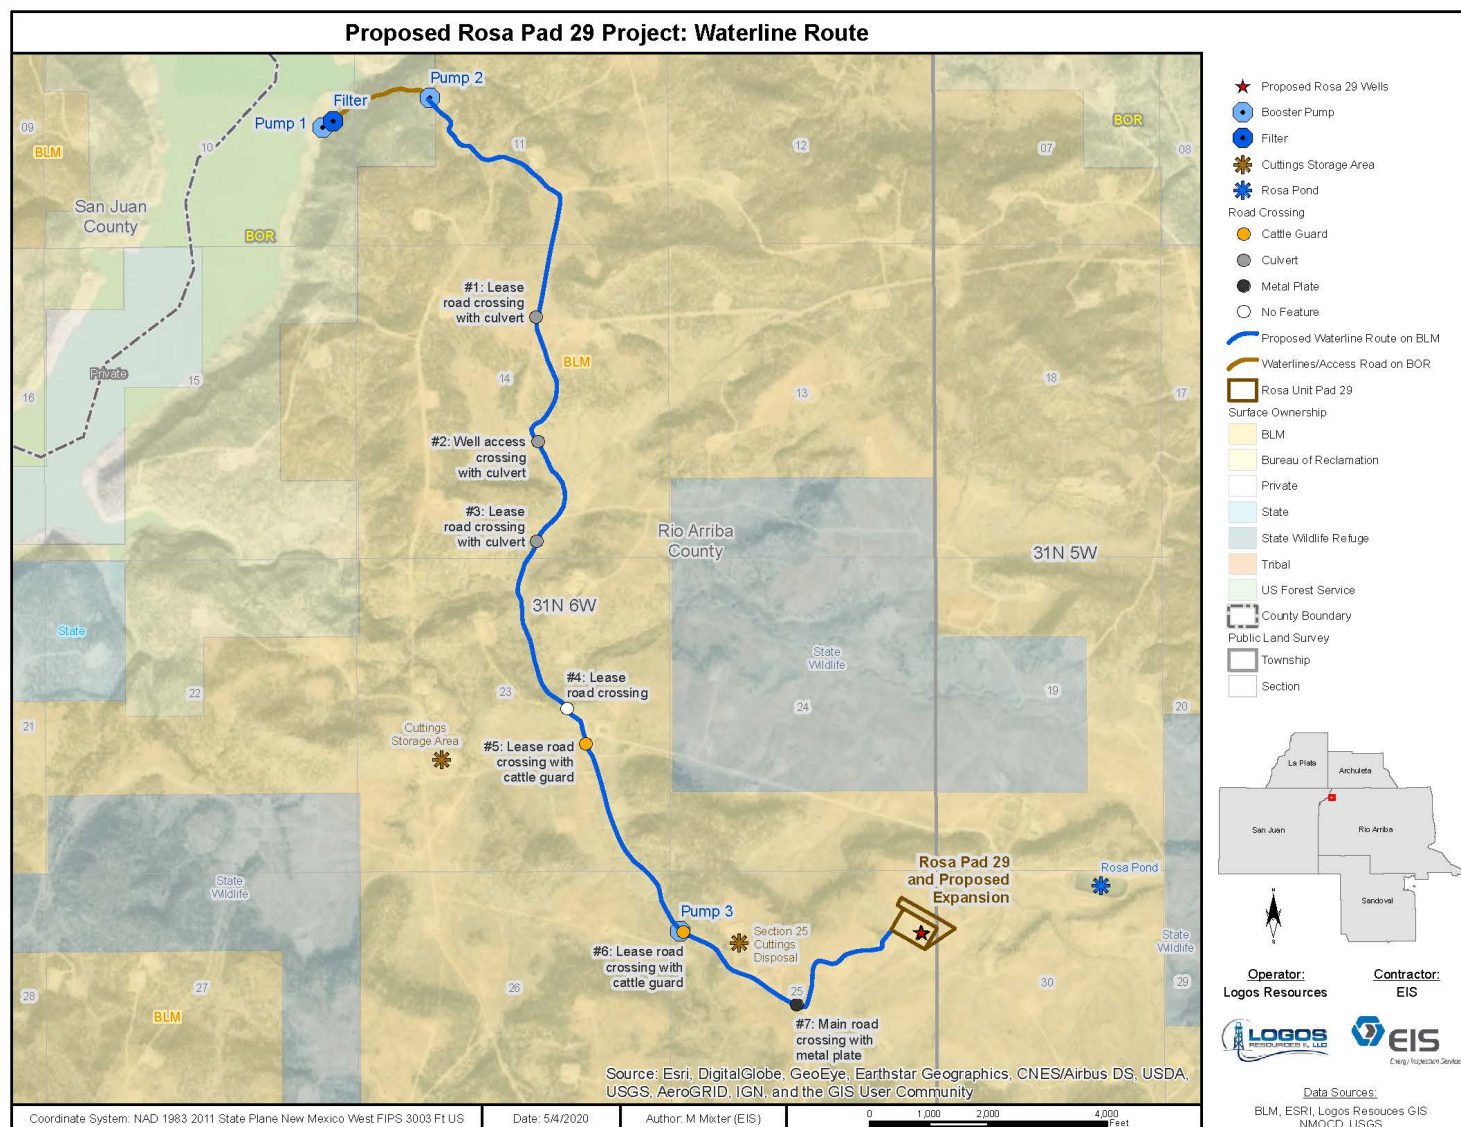 Proposed Rosa Pad 29 Project: Waterline Route
Pump 2
Filter
Pump 1
09
BLM
10
11
12
07
BOR
08
San Juan
County
BOR
#1: Lease
road crossing
with culvert
BLM
Private
15
14
13
18
17
16
#2: Well access
crossing
with culvert
#3: Lease
road crossing
with culvert
Rio Arriba
County
31N 5W
31N 6W
State
State
Wildlife
#4: Lease
road crossing
22
23
24
19
20
21
Cuttings
Storage Area
#5: Lease road
crossing with
cattle guard
State
Wildlife
Rosa Pad 29
and Proposed
Expansion
Rosa Pond
Pump 3
#6: Lease road
crossing with
cattle guard
Section 25
Cuttings
Disposal
State
Wildlife
28
27
BLM
26
25
30
29
#7: Main road
crossing with
metal plate
Source: Esri, DigitalGlobe, GeoEye, Earthstar Geographics, CNES/Airbus DS, USDA,
USGS, AeroGRID, IGN, and the GIS User Community
Proposed Rosa 29 Wells
Booster Pump
Filter
Cuttings Storage Area
Rosa Pond
Road Crossing
Cattle Guard
Culvert
Metal Plate
No Feature
Proposed Waterline Route on BLM
Waterlines/Access Road on BOR
Rosa Unit Pad 29
Surface Ownership
BLM
Bureau of Reclamation
Private
State
State Wildlife Refuge
Tribal
US Forest Service
County Boundary
Public Land Survey
Township
Section
La Plata
Archuleta
San Juan
Rio Arriba
Sandoval
N
S
Operator:
Logos Resources
Contractor:
EIS
LOGOS
RESOURCES II, LLC
EIS
Energy Inspection Services
Data Sources:
BLM, ESRI, Logos Resouces GIS
NMOCD, USGS
Coordinate System: NAD 1983 2011 State Plane New Mexico West FIPS 3003 Ft US
Date: 5/4/2020
Author: M Mixter (EIS)
0 1,000 2,000 4,000
Feet